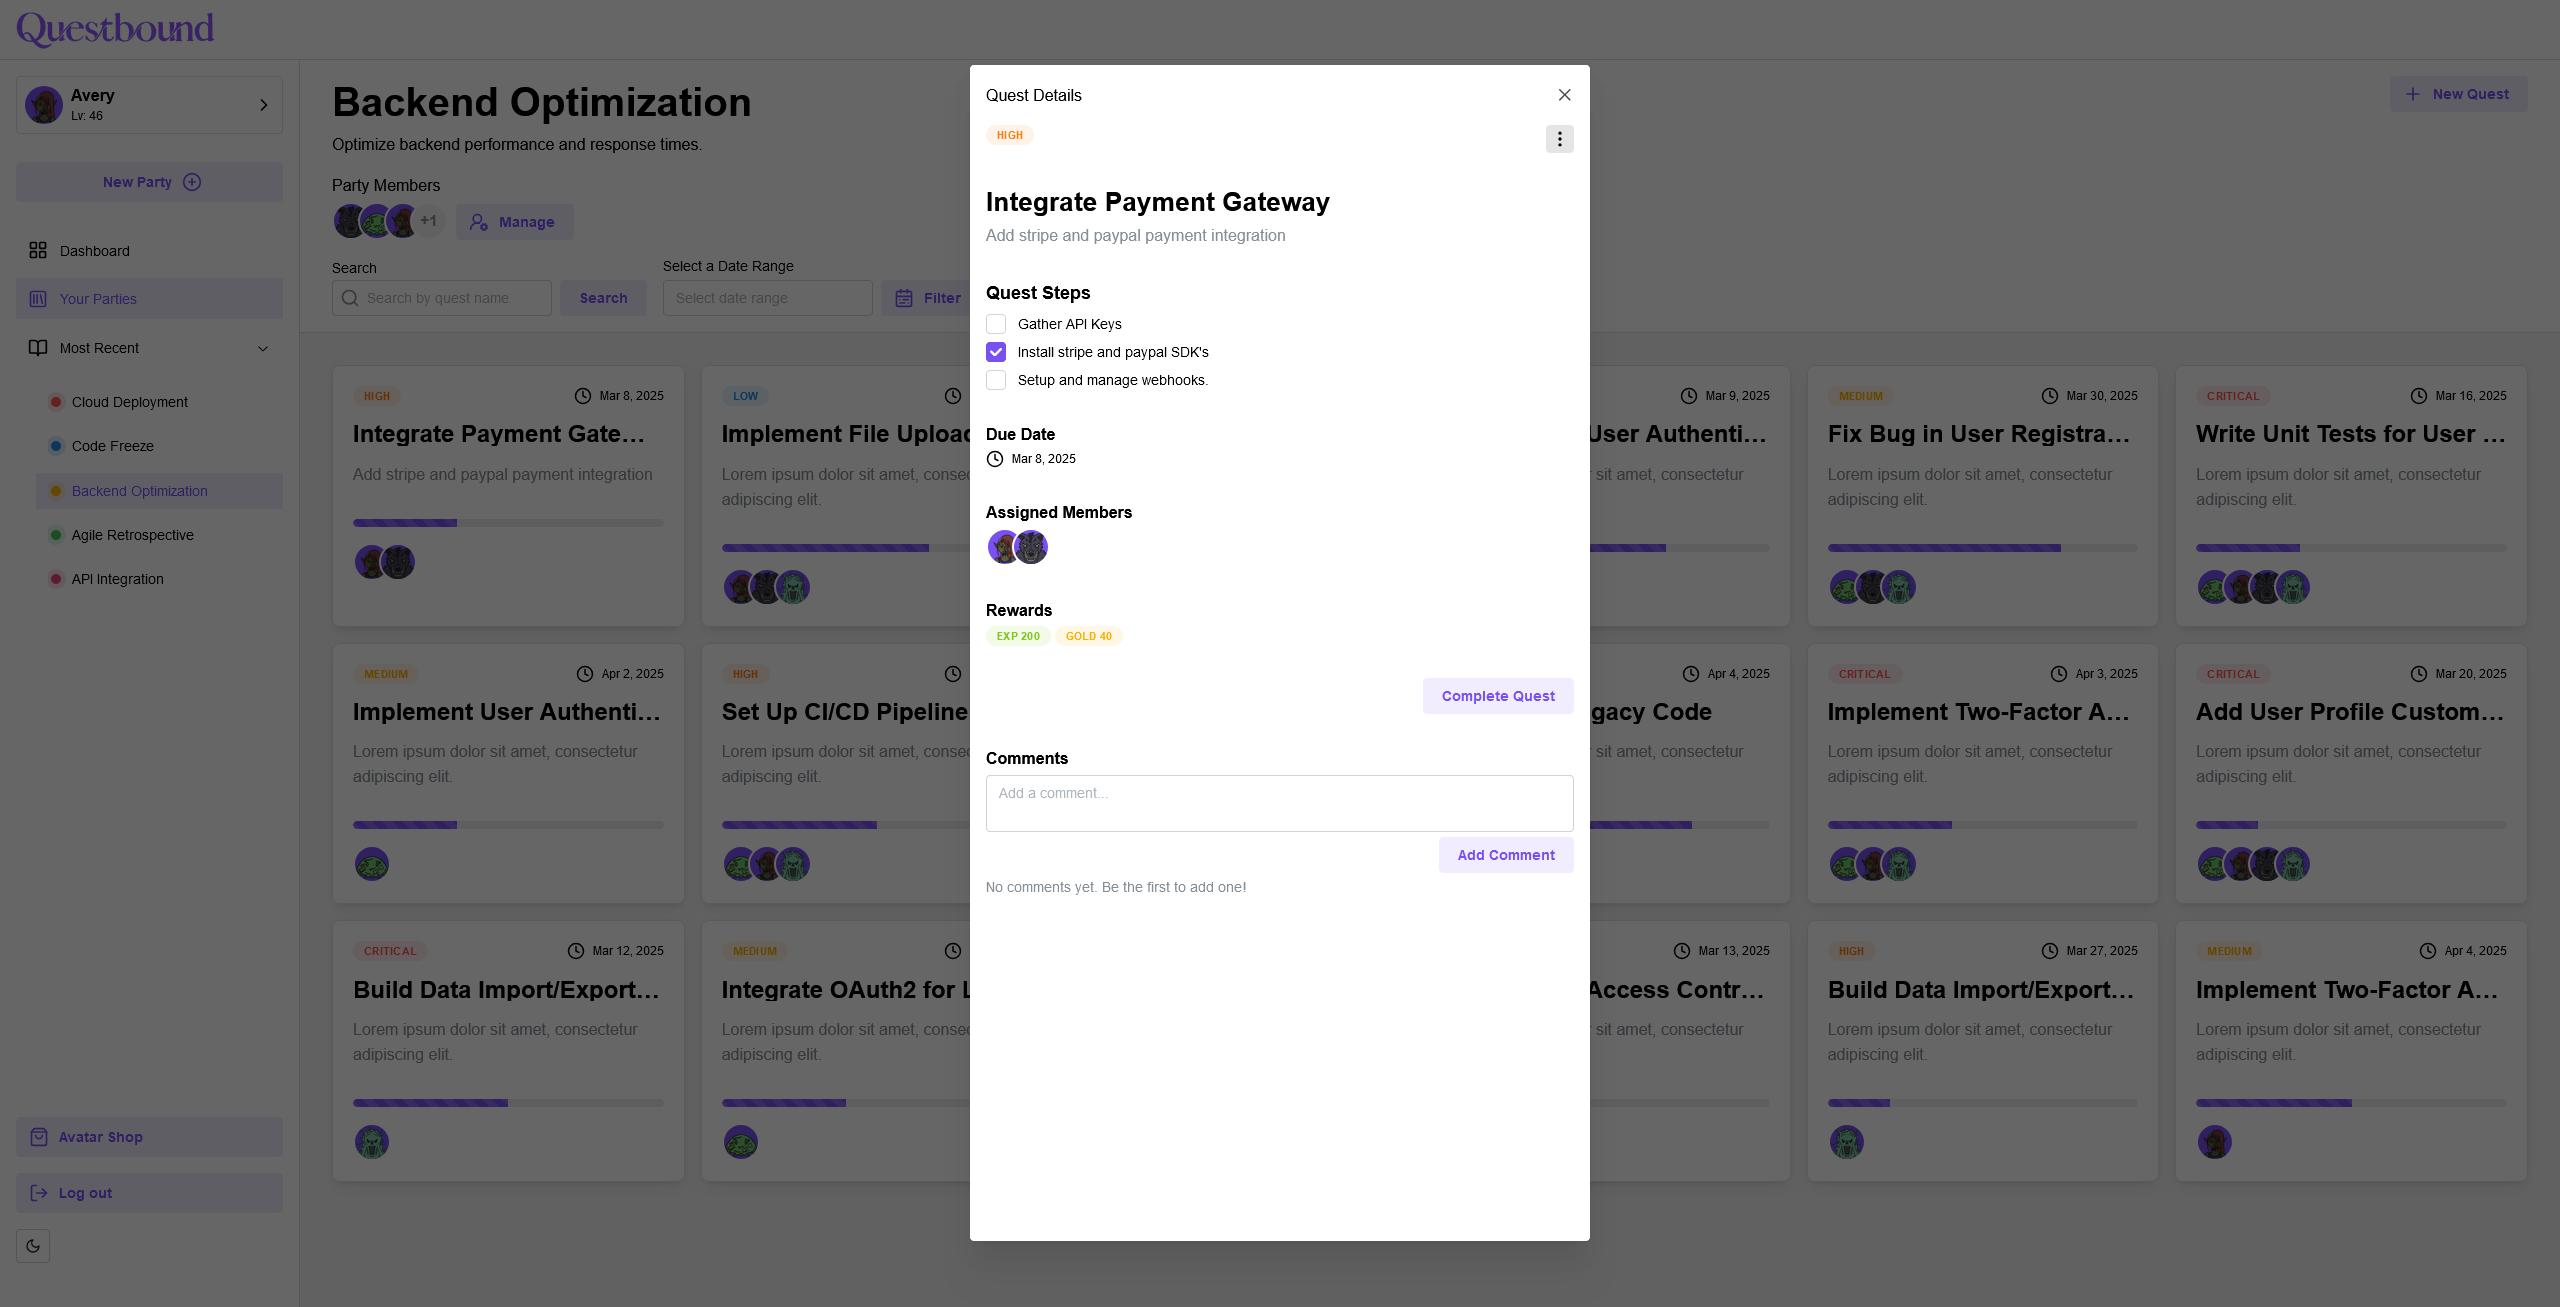 Questbound
Avery
Lv: 46
New Party
Dashboard
Your Parties
Most Recent
Cloud Deployment
Code Freeze
Backend Optimization
Agile Retrospective
API Integration
Avatar Shop
Log out
Backend Optimization
Optimize backend performance and response times.
Party Members
+1
Manage
Search
Search by quest name
Search
Select a Date Range
Select date range
Filter
New Quest
HIGH
Mar 8, 2025
Integrate Payment Gate...
Add stripe and paypal payment integration
LOW
Implement File Upload
Lorem ipsum dolor sit amet, conse
adipiscing elit.
Mar 9, 2025
User Authenti...
sit amet, consectetur
MEDIUM
Mar 30, 2025
Fix Bug in User Registra...
Lorem ipsum dolor sit amet, consectetur
adipiscing elit.
CRITICAL
Mar 16, 2025
Write Unit Tests for User ...
Lorem ipsum dolor sit amet, consectetur
adipiscing elit.
MEDIUM
Apr 2, 2025
Implement User Authenti...
Lorem ipsum dolor sit amet, consectetur
adipiscing elit.
HIGH
Set Up CI/CD Pipeline
Lorem ipsum dolor sit amet, conse
adipiscing elit.
Apr 4, 2025
gacy Code
sit amet, consectetur
CRITICAL
Apr 3, 2025
Implement Two-Factor A...
Lorem ipsum dolor sit amet, consectetur
adipiscing elit.
CRITICAL
Mar 20, 2025
Add User Profile Custom...
Lorem ipsum dolor sit amet, consectetur
adipiscing elit.
CRITICAL
Mar 12, 2025
Build Data Import/Export...
Lorem ipsum dolor sit amet, consectetur
adipiscing elit.
MEDIUM
Integrate OAuth2 for L
Lorem ipsum dolor sit amet, conse
adipiscing elit.
Mar 13, 2025
Access Contr...
sit amet, consectetur
HIGH
Mar 27, 2025
Build Data Import/Export...
Lorem ipsum dolor sit amet, consectetur
adipiscing elit.
MEDIUM
Apr 4, 2025
Implement Two-Factor A...
Lorem ipsum dolor sit amet, consectetur
adipiscing elit.
Quest Details
HIGH
Integrate Payment Gateway
Add stripe and paypal payment integration
Quest Steps
Gather API Keys
Install stripe and paypal SDK's
Setup and manage webhooks.
Due Date
Mar 8, 2025
Assigned Members
Rewards
EXP 200
GOLD 40
Complete Quest
Comments
Add a comment...
Add Comment
No comments yet. Be the first to add one!